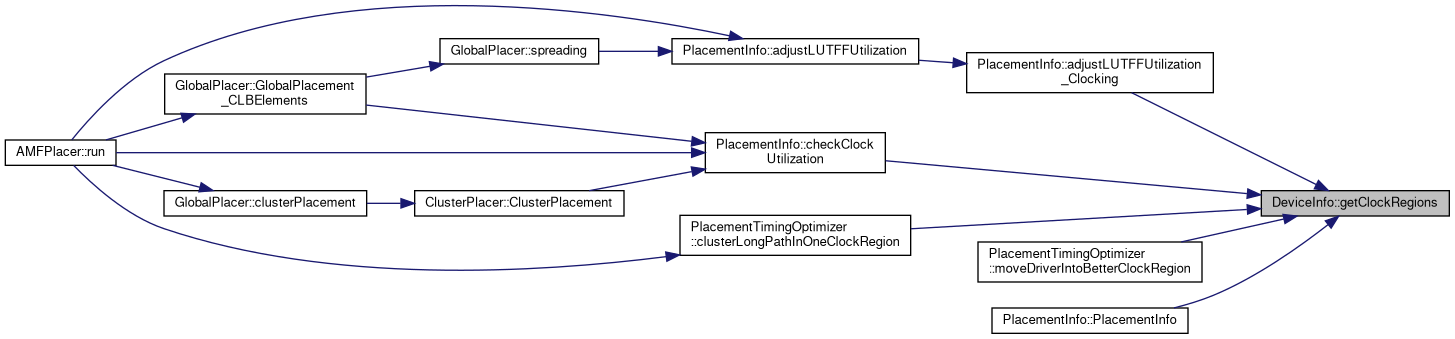 GlobalPlacer::spreading
PlacementInfo::adjustLUTFFUtilization
PlacementInfo::adjustLUTFFUtilization
_Clocking
GlobalPlacer::GlobalPlacement
_CLBElements
AMFPlacer::run
PlacementInfo::checkClock
Utilization
GlobalPlacer::clusterPlacement
ClusterPlacer::ClusterPlacement
DeviceInfo::getClockRegions
PlacementTimingOptimizer
::clusterLongPathInOneClockRegion
PlacementTimingOptimizer
::moveDriverIntoBetterClockRegion
PlacementInfo::PlacementInfo